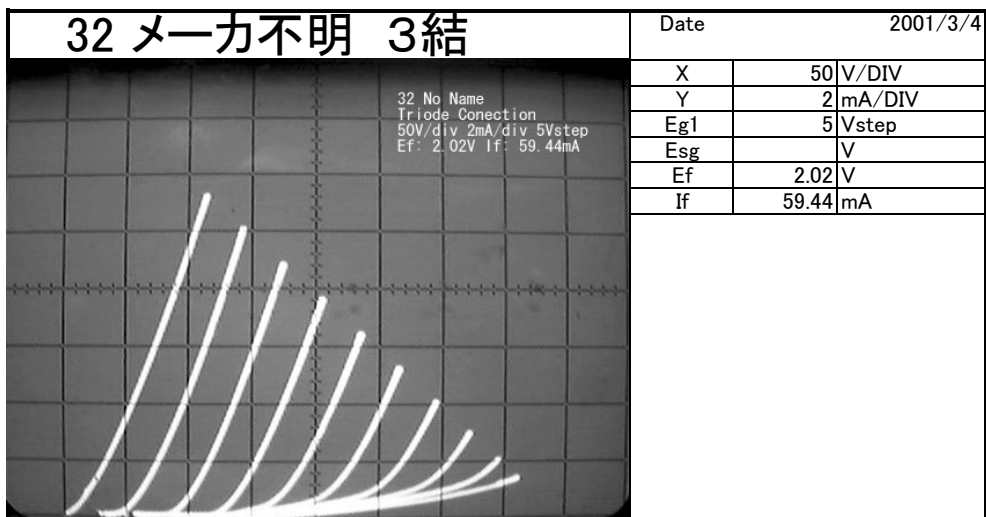 32 メーカ不明　3結
Date 2001/3/4
X 50 V/DIV
Y 2 mA/DIV
Eg1 5 Vstep
Esg V
Ef 2.02 V
If 59.44 mA
32 No Name
Triode Conection
50V/div 2mA/div 5Vstep
Ef: 2.02V If: 59.44mA